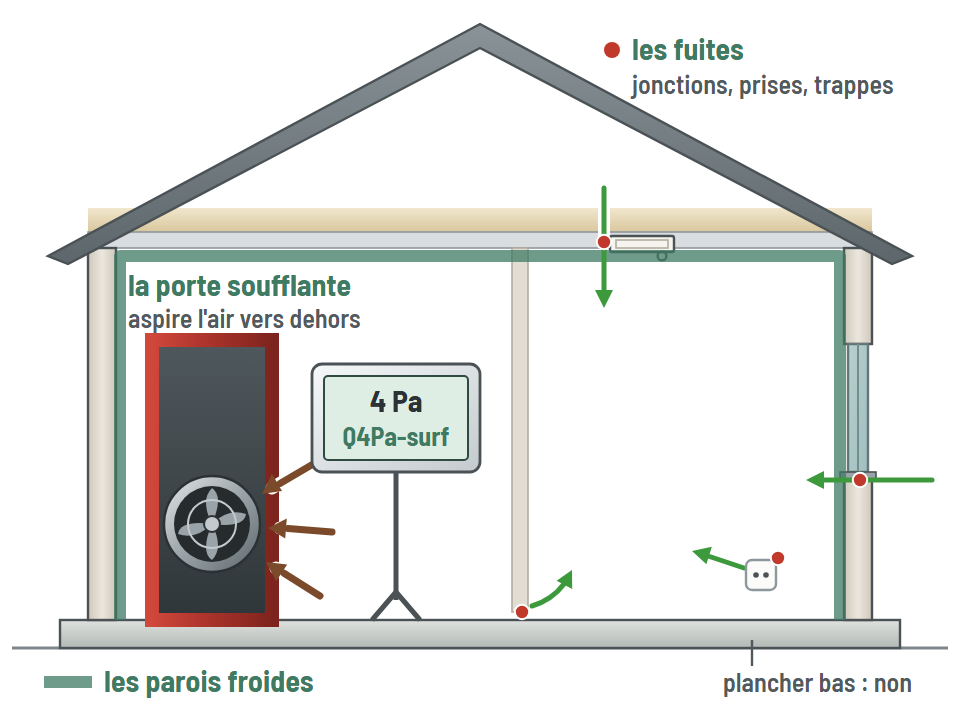 les fuites
jonctions, prises, trappes
la porte soufflante
aspire l'air vers dehors
4 Pa
Q4Pa-surf
les parois froides
plancher bas : non